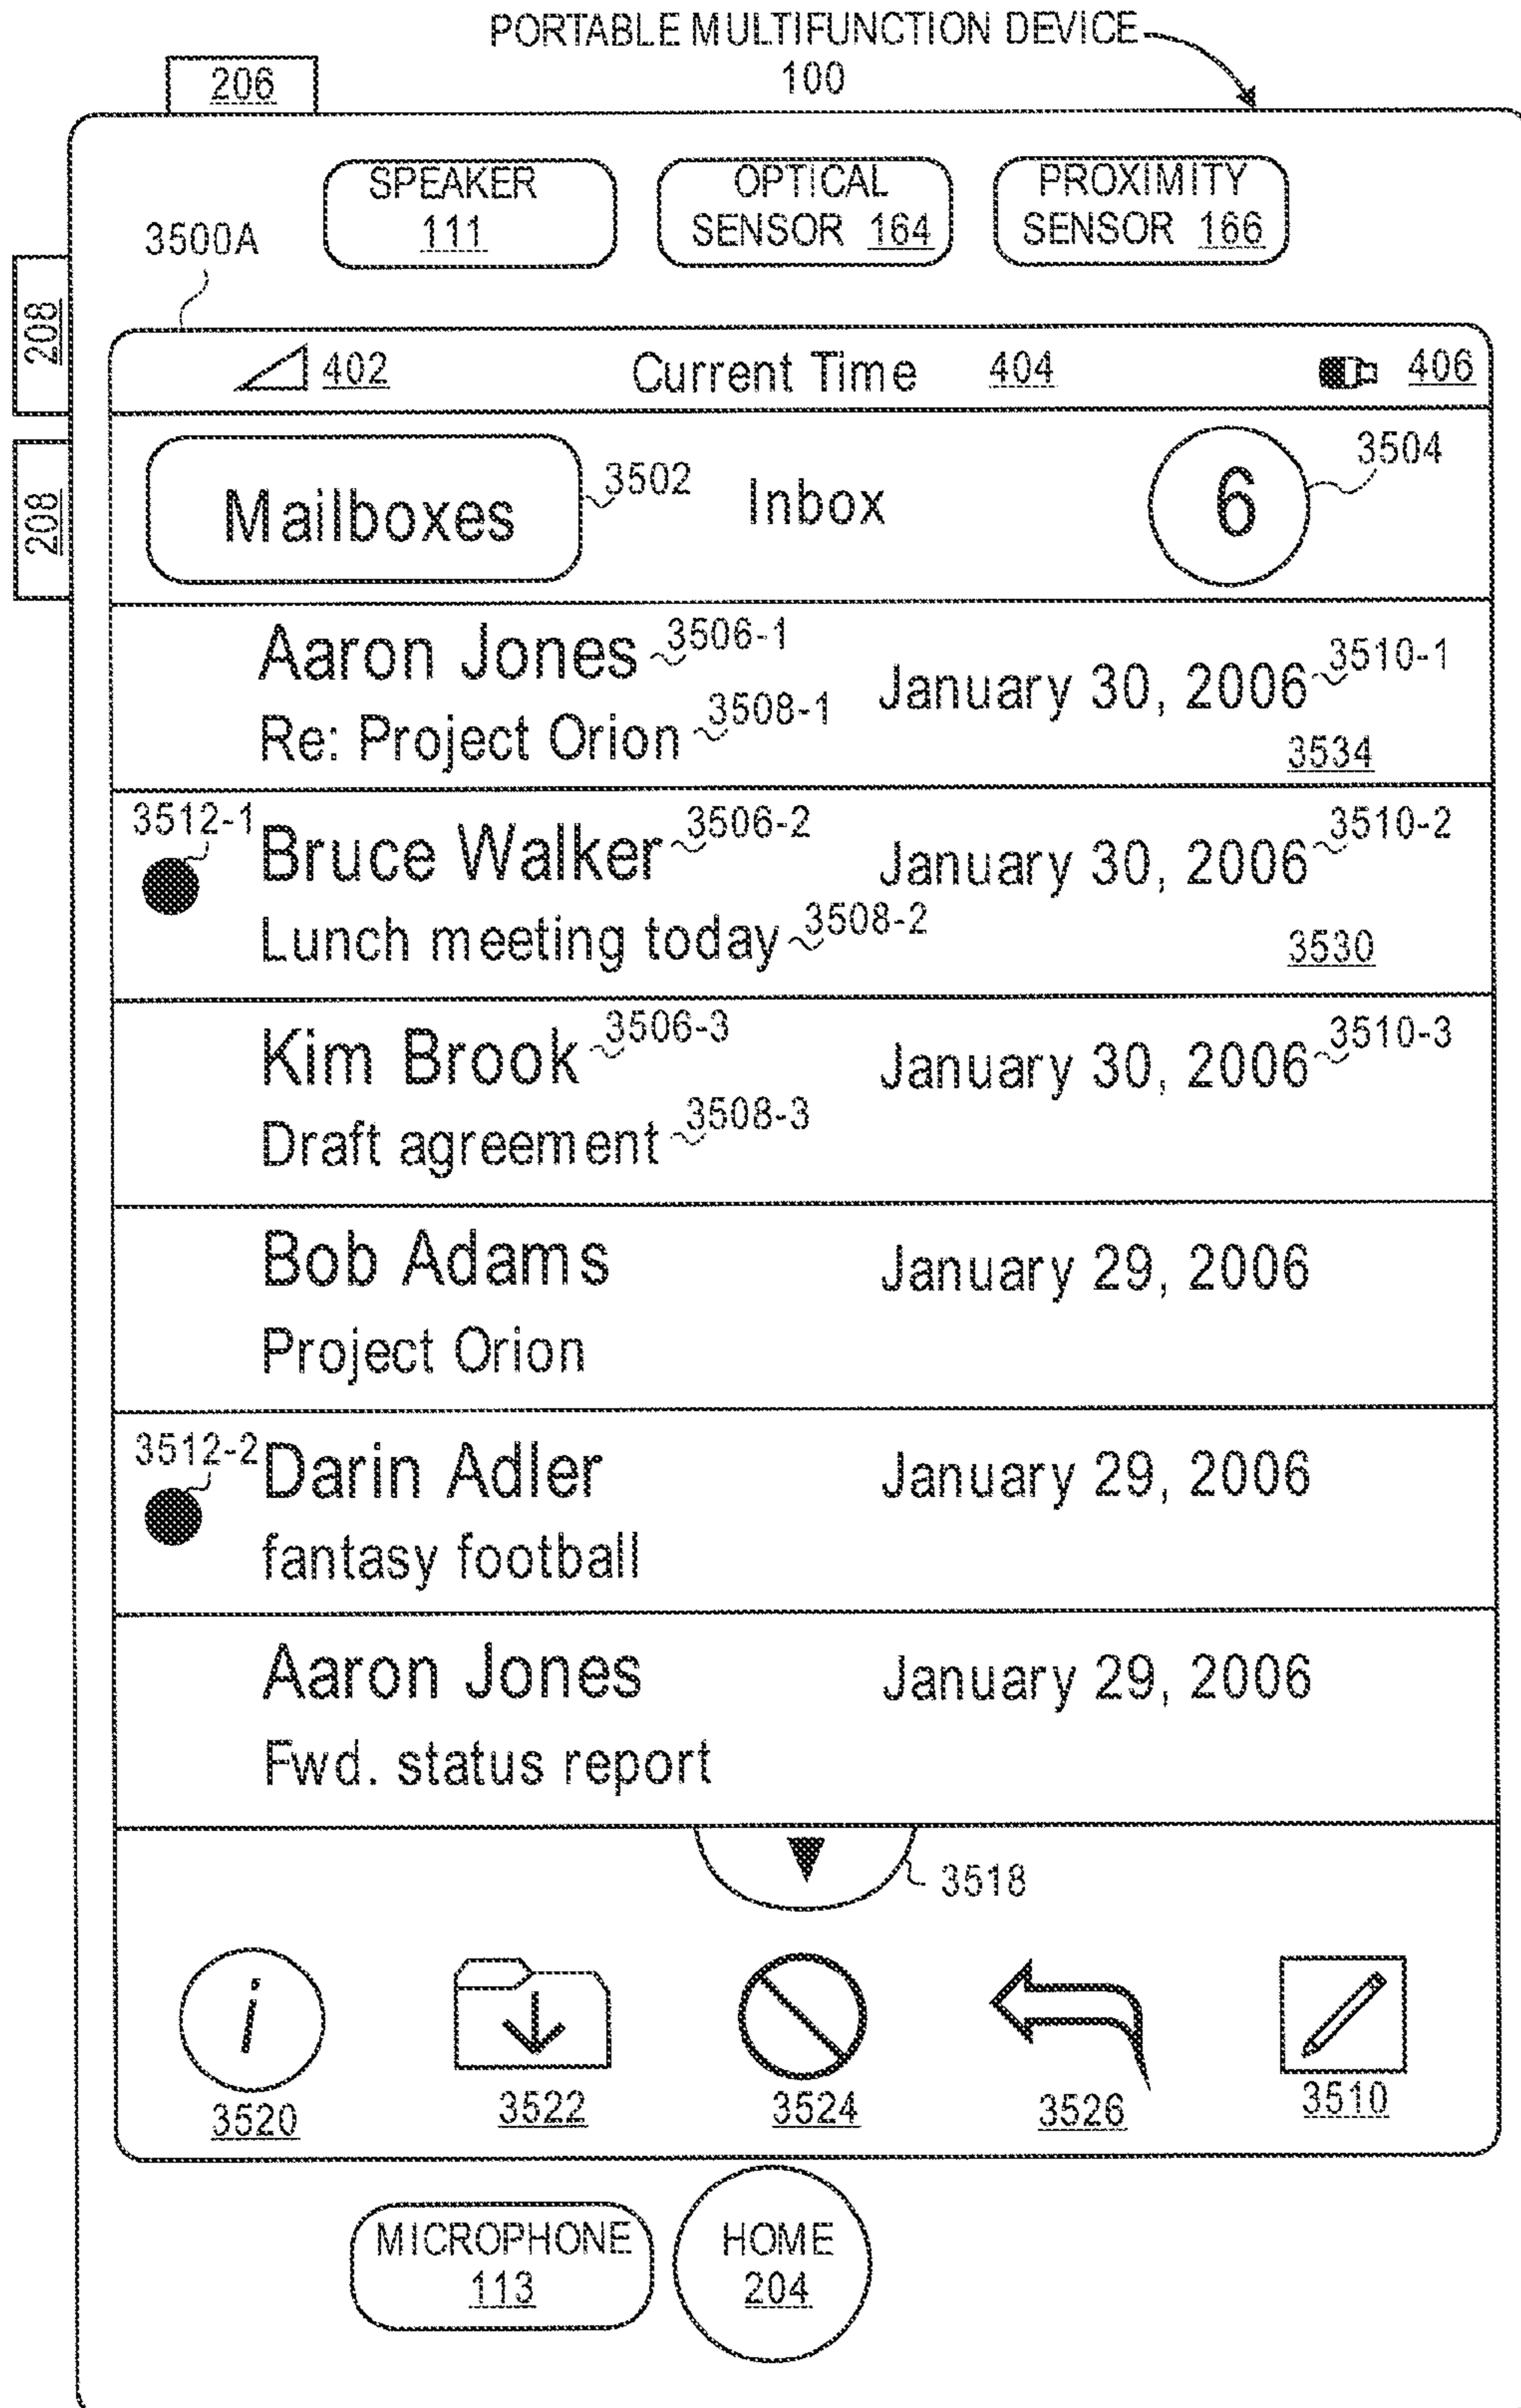 PORTABLE MULTIFUNCTION DEVICE
100
206
SPEAKER
111
OPTICAL
SENSOR 164
PROXIMITY
SENSOR 166
3500A
208
208
402 Current Time 404 406
Mailboxes 3502 Inbox 6 3504
Aaron Jones 3506-1
January 30, 2006 3510-1
Re: Project Orion 3508-1
3534
3512-1
Bruce Walker 3506-2
January 30, 2006 3510-2
Lunch meeting today 3508-2
3530
Kim Brook 3506-3
January 30, 2006 3510-3
Draft agreement 3508-3
Bob Adams January 29, 2006
Project Orion
3512-2
Darin Adler January 29, 2006
fantasy football
Aaron Jones January 29, 2006
Fwd. status report
3518
i
3520 3522 3524 3526 3510
MICROPHONE
113
HOME
204